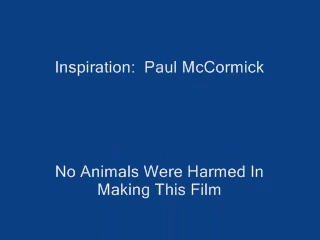 Inspiration:  Paul McCormick
No Animals Were Harmed In
Making This Film